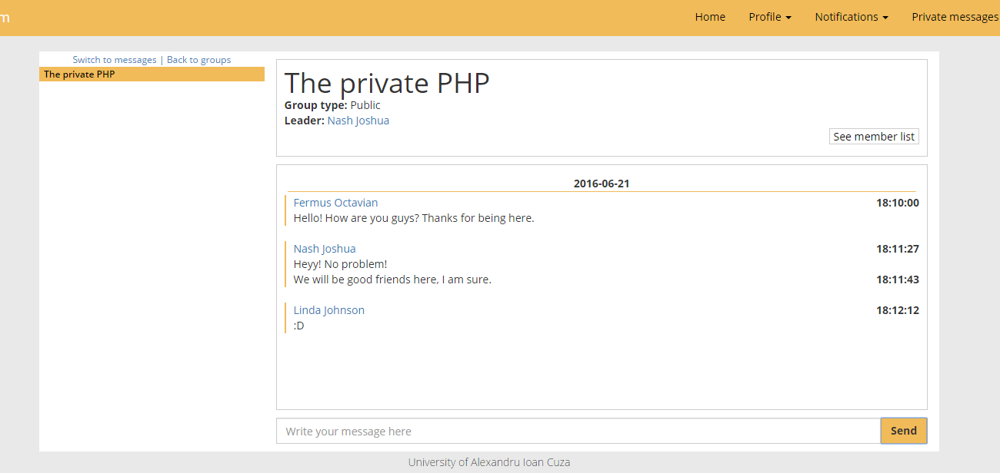 m Home Profile Notifications Private messages
Switch to messages | Back to groups
The private PHP
The private PHP
Group type: Public
Leader: Nash Joshua
See member list
2016-06-21
Fermus Octavian 18:10:00
Hello! How are you guys? Thanks for being here.
Nash Joshua 18:11:27
Heyy! No problem!
We will be good friends here, I am sure. 18:11:43
Linda Johnson 18:12:12
:D
Write your message here Send
University of Alexandru Ioan Cuza